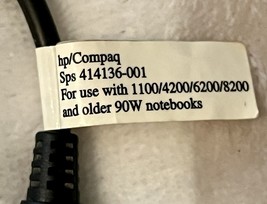 hp/Compaq
Sps 414136-001
For use with 1100/4200/6200/8200
and older 90W notebooks